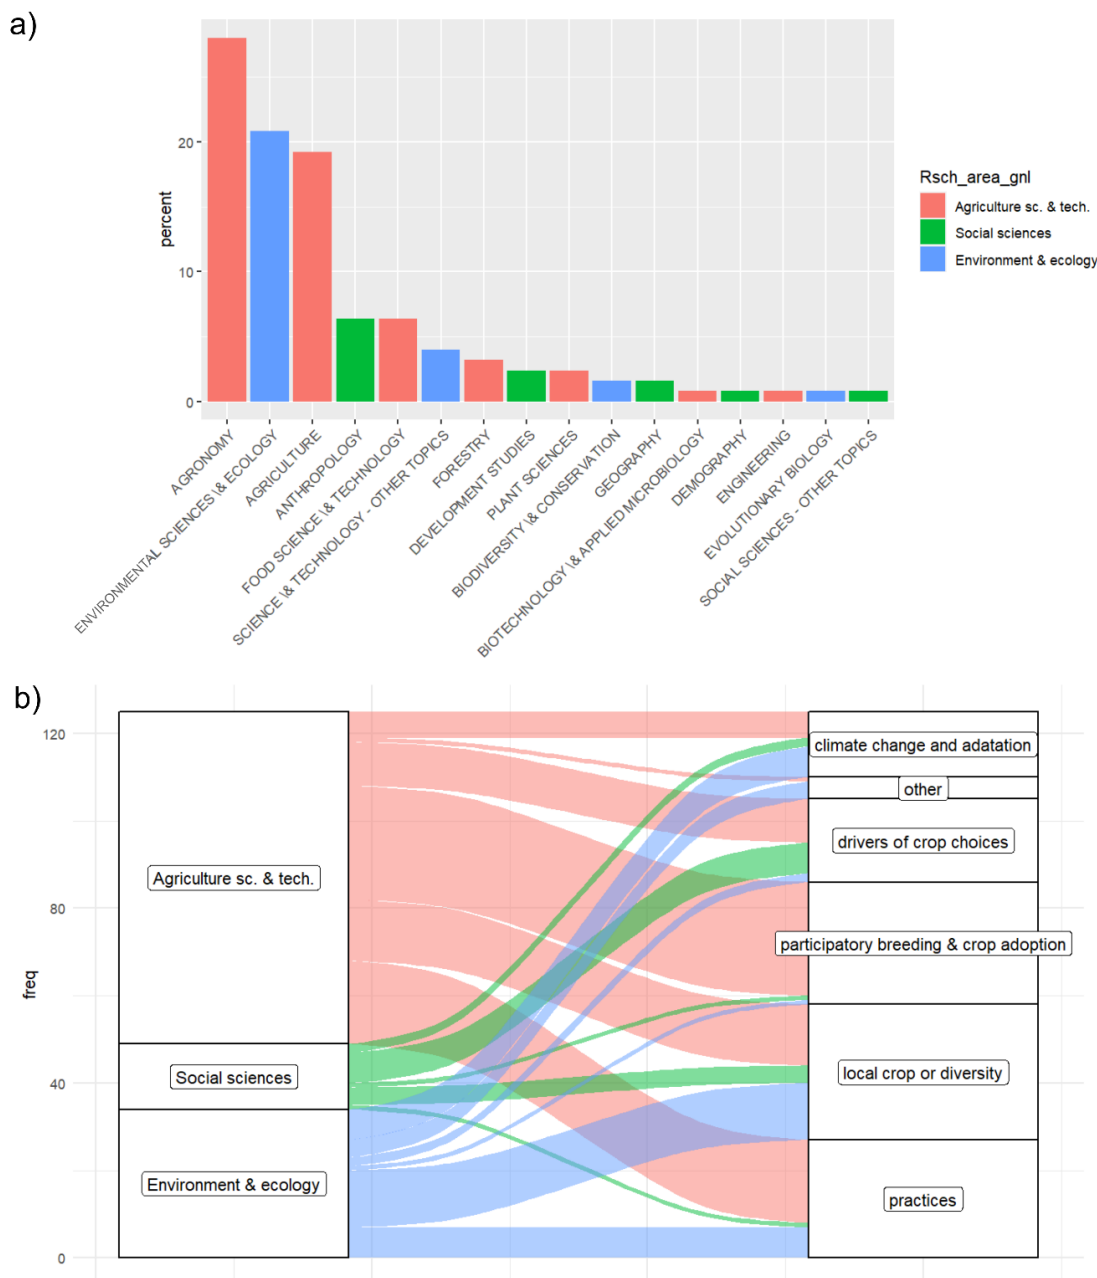 a)
percent
20
10
0
Rsch_area_gnl
Agriculture sc. & tech.
Social sciences
Environment & ecology
AGRONOMY
ENVIRONMENTAL SCIENCES \& ECOLOGY
AGRICULTURE
ANTHROPOLOGY
FOOD SCIENCE \& TECHNOLOGY
SCIENCE \& TECHNOLOGY - OTHER TOPICS
FORESTRY
DEVELOPMENT STUDIES
PLANT SCIENCES
BIODIVERSITY \& CONSERVATION
GEOGRAPHY
BIOTECHNOLOGY \& APPLIED MICROBIOLOGY
DEMOGRAPHY
ENGINEERING
EVOLUTIONARY BIOLOGY
SOCIAL SCIENCES - OTHER TOPICS
b)
freq
120
80
40
0
Agriculture sc. & tech.
Social sciences
Environment & ecology
climate change and adatation
other
drivers of crop choices
participatory breeding & crop adoption
local crop or diversity
practices